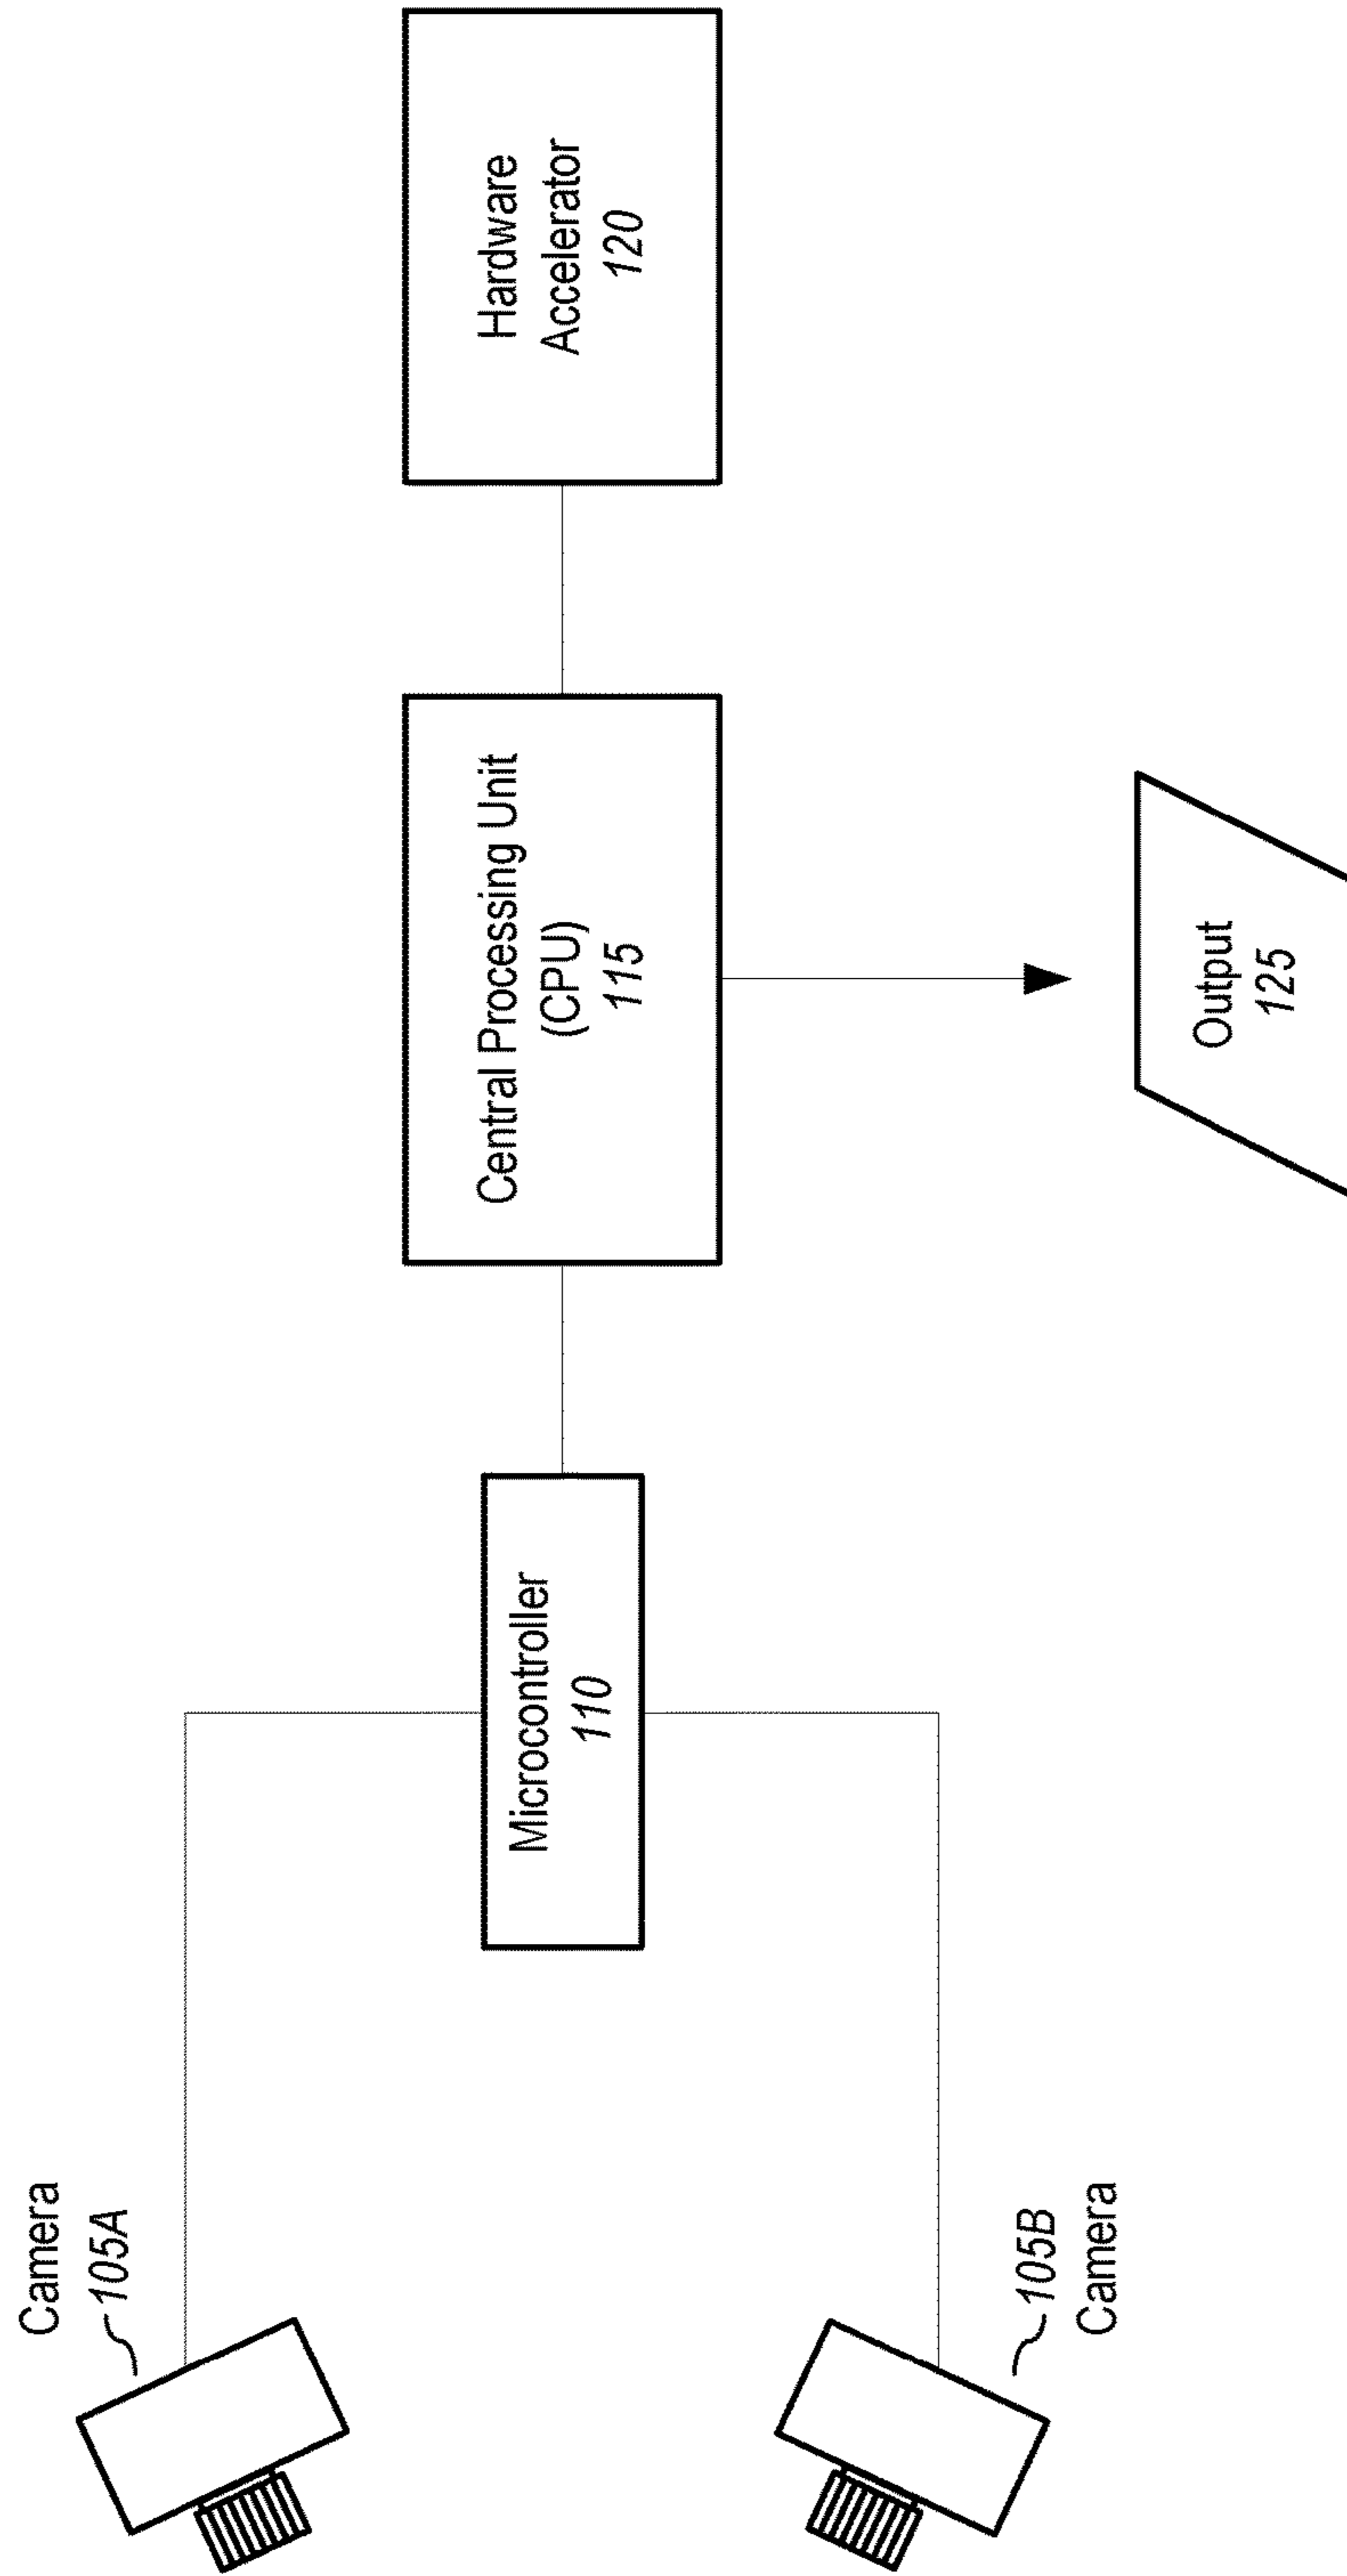 Camera
105A
Microcontroller
110
Central Processing Unit
(CPU)
115
Hardware
Accelerator
120
105B
Camera
Output
125